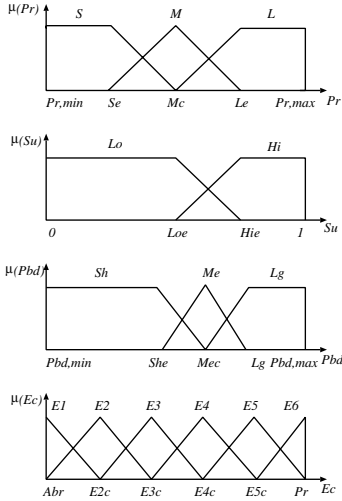 μ(Pr) S M L
Pr,min Se Mc Le Pr,max Pr
μ(Su) Lo Hi
0 Loe Hie 1 Su
μ(Pbd) Sh Me Lg
Pbd,min She Mec Lg Pbd,max Pbd
μ(Ec) E1 E2 E3 E4 E5 E6
Abr E2c E3c E4c E5c Pr Ec